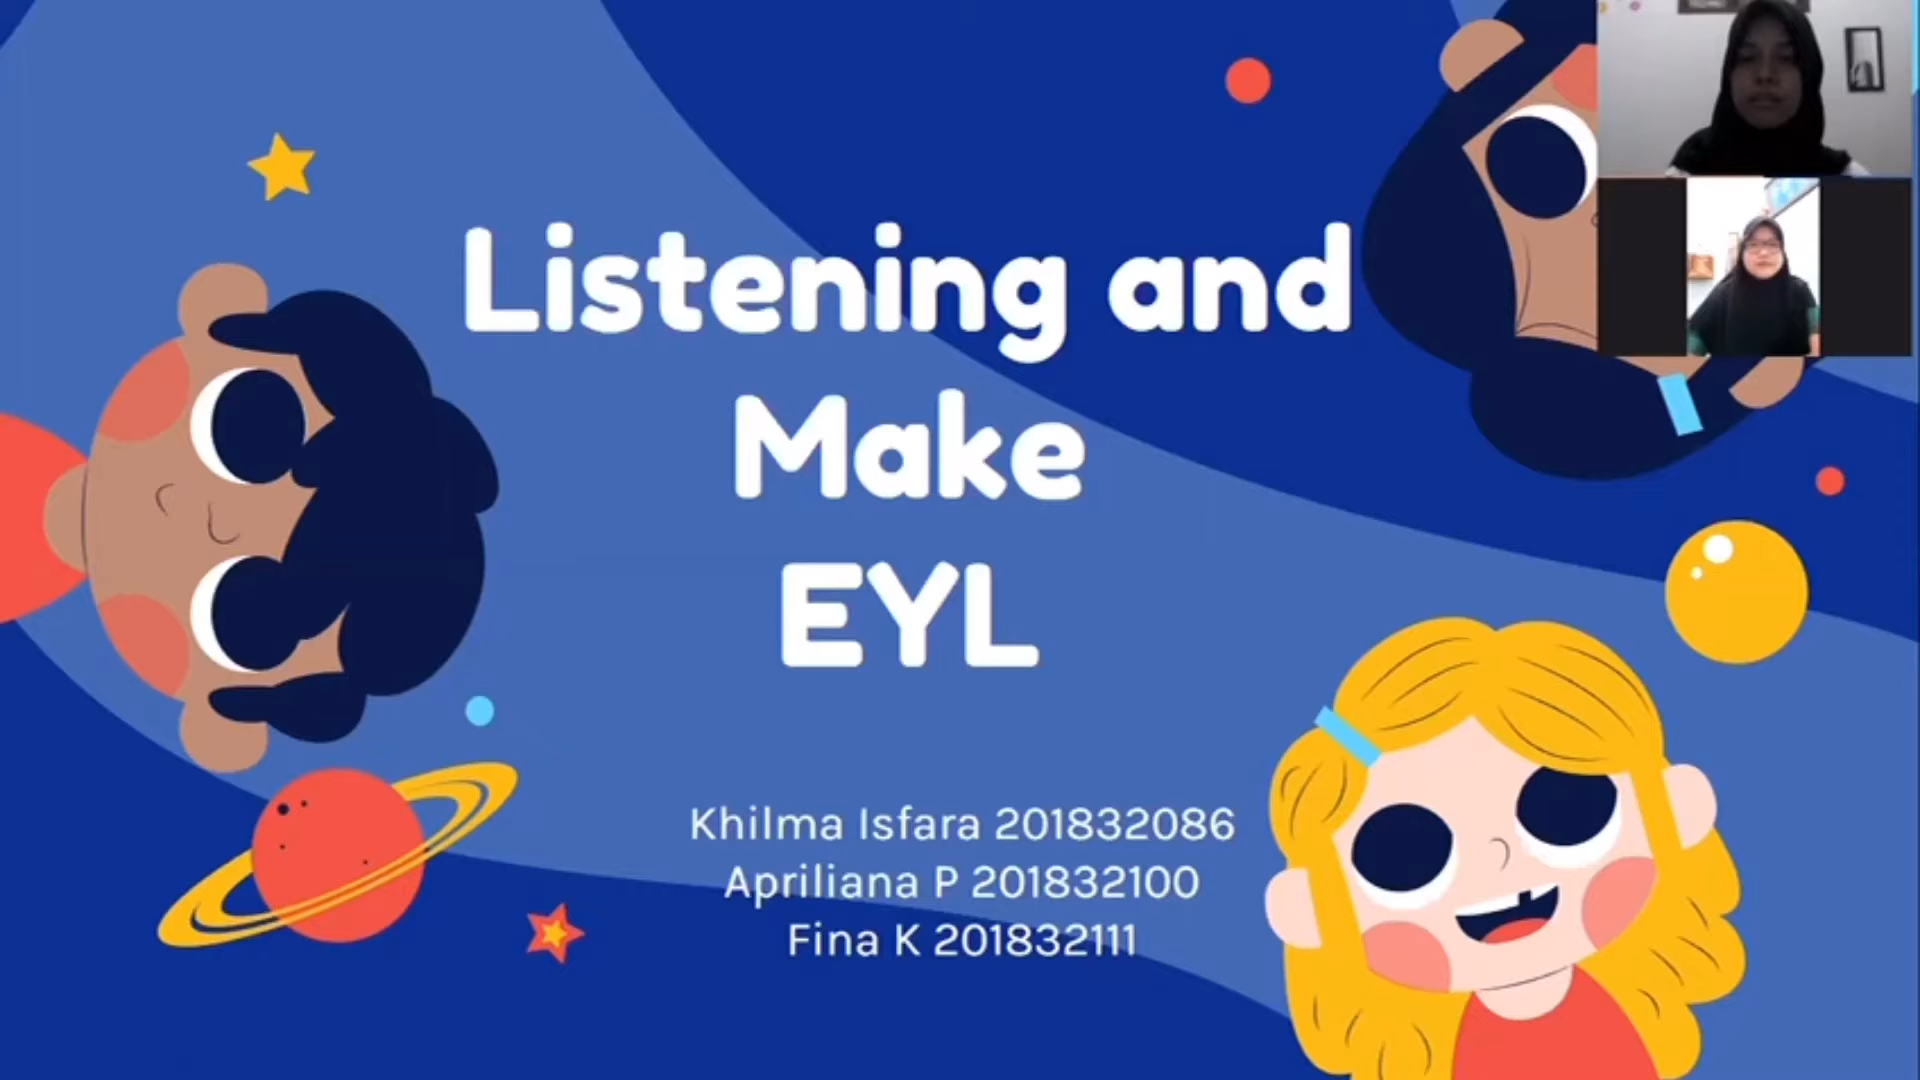 Listening and
Make
EYL
Khilma Isfara 201832086
Apriliana P 201832100
Fina K 201832111